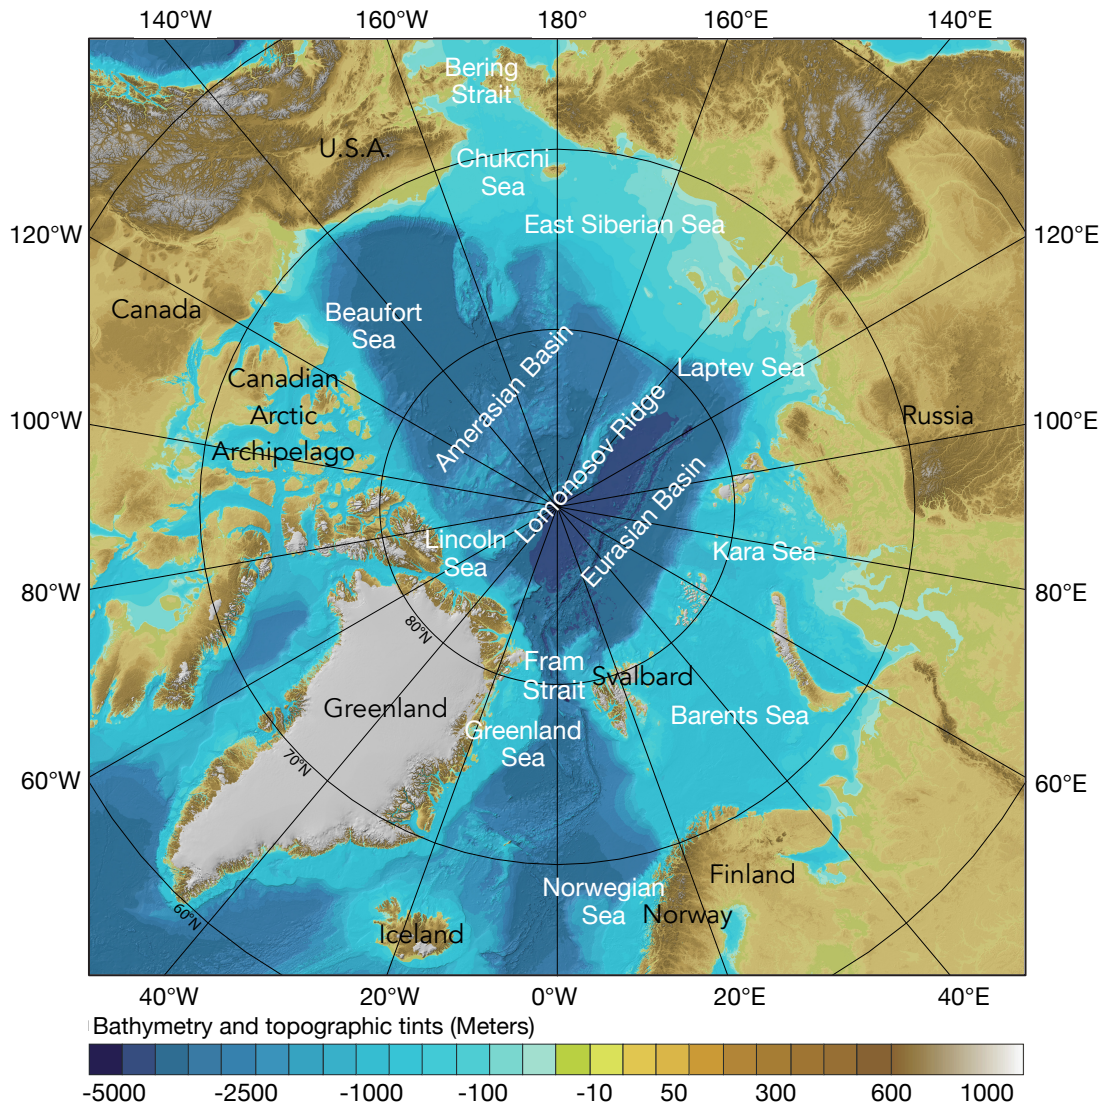 140°W 160°W 180° 160°E 140°E
Bering
Strait
U.S.A.
Chukchi
Sea
East Siberian Sea
120°W
120°E
Canada
Beaufort
Sea
Amerasian Basin
Laptev Sea
Canadian
Arctic
Archipelago
Lomonosov Ridge
Russia
100°W
100°E
Eurasian Basin
Lincoln
Sea
Kara Sea
80°W
80°E
80°N
Fram
Strait
Svalbard
Greenland
Barents Sea
Greenland
Sea
70°N
60°W
60°E
Finland
Norwegian
Sea
Norway
60°N
Iceland
40°W 20°W 0°W 20°E 40°E
Bathymetry and topographic tints (Meters)
-5000 -2500 -1000 -100 -10 50 300 600 1000